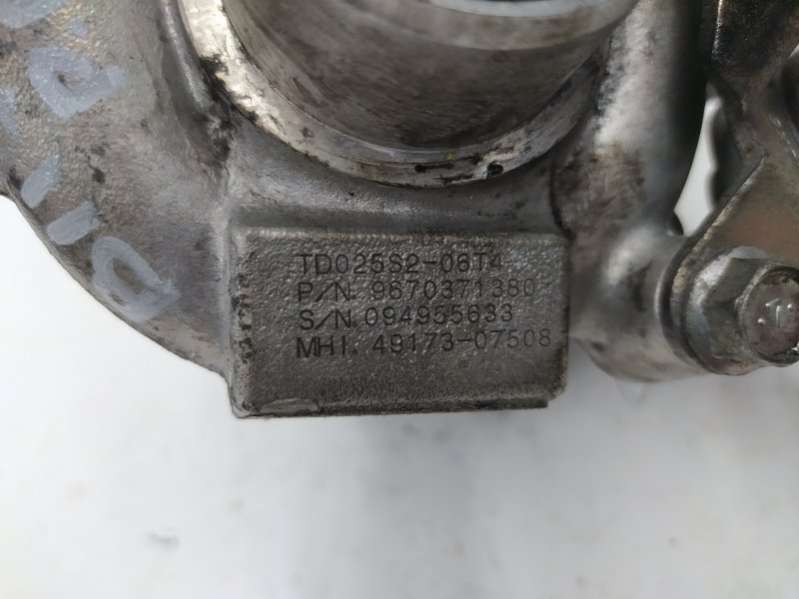 TD025S2-06T4
P/N. 9670371380
S/N. 094955633
MHI. 49173-07508